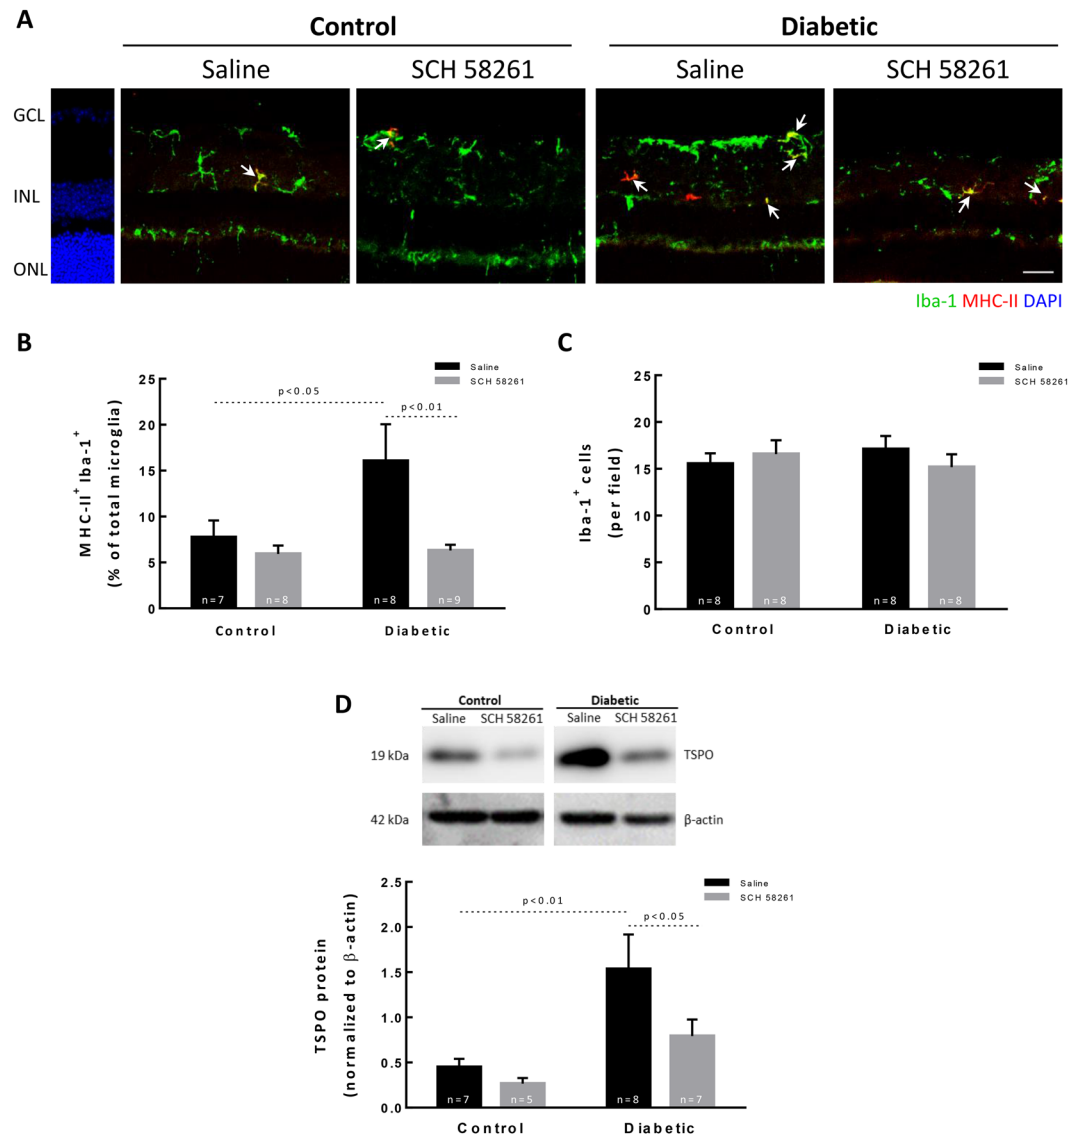 A
Control
Diabetic
Saline
SCH 58261
Saline
SCH 58261
GCL
INL
ONL
Iba-1 MHC-II DAPI
B
Saline
SCH 58261
MHC-II+ Iba-1+
(% of total microglia)
25
20
15
10
5
0
p<0.05
p<0.01
n=7
n=8
n=8
n=9
Control
Diabetic
C
Saline
SCH 58261
Iba-1+ cells
(per field)
25
20
15
10
5
0
n=8
n=8
n=8
n=8
Control
Diabetic
D
Control
Diabetic
Saline
SCH 58261
Saline
SCH 58261
19 kDa
TSPO
42 kDa
β-actin
Saline
SCH 58261
TSPO protein
(normalized to β-actin)
2.5
2.0
1.5
1.0
0.5
0.0
p<0.01
p<0.05
n=7
n=5
n=8
n=7
Control
Diabetic